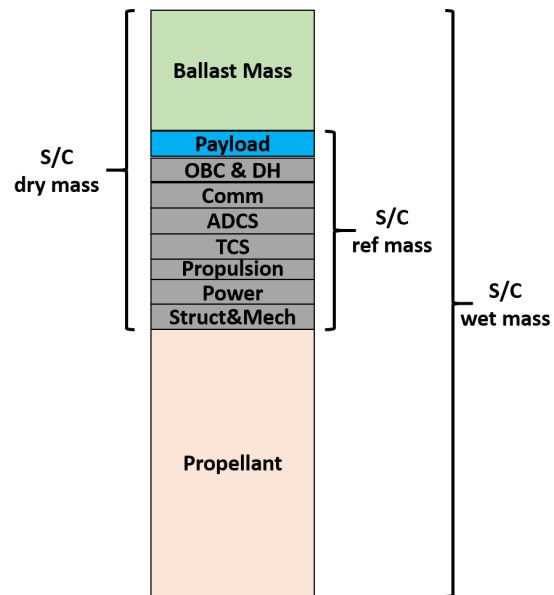 Ballast Mass
Payload
OBC & DH
Comm
ADCS
TCS
Propulsion
Power
Struct&Mech
Propellant
S/C
dry mass
S/C
ref mass
S/C
wet mass